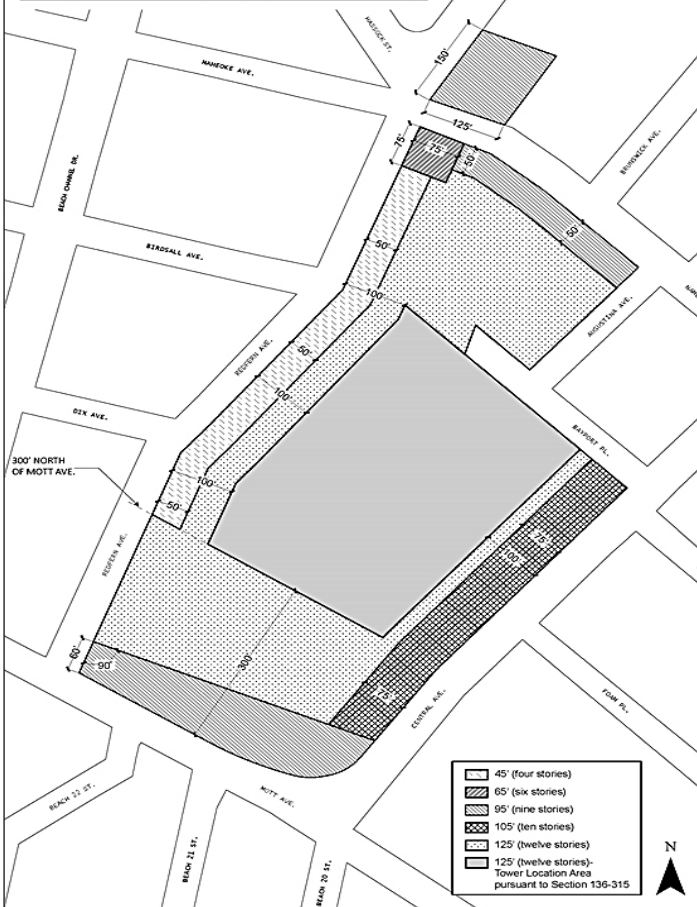 HASSOCK ST.
NAMEOKE AVE.
150'
125'
75'
75'
50'
BRUNSWICK AVE.
BEACH CHANNEL DR.
50'
BIRDSALL AVE.
50'
100'
AUGUSTINA AVE.
REDFERN AVE.
50'
100'
DIX AVE.
BAYPORT PL.
300' NORTH
OF MOTT AVE.
100'
50'
75'
100'
REDFERN AVE.
60'
90'
300'
75'
CENTRAL AVE.
FOAM PL.
BEACH 22 ST.
MOTT AVE.
BEACH 21 ST.
BEACH 20 ST.
45' (four stories)
65' (six stories)
95' (nine stories)
105' (ten stories)
125' (twelve stories)
125' (twelve stories)-
Tower Location Area
pursuant to Section 136-315
N